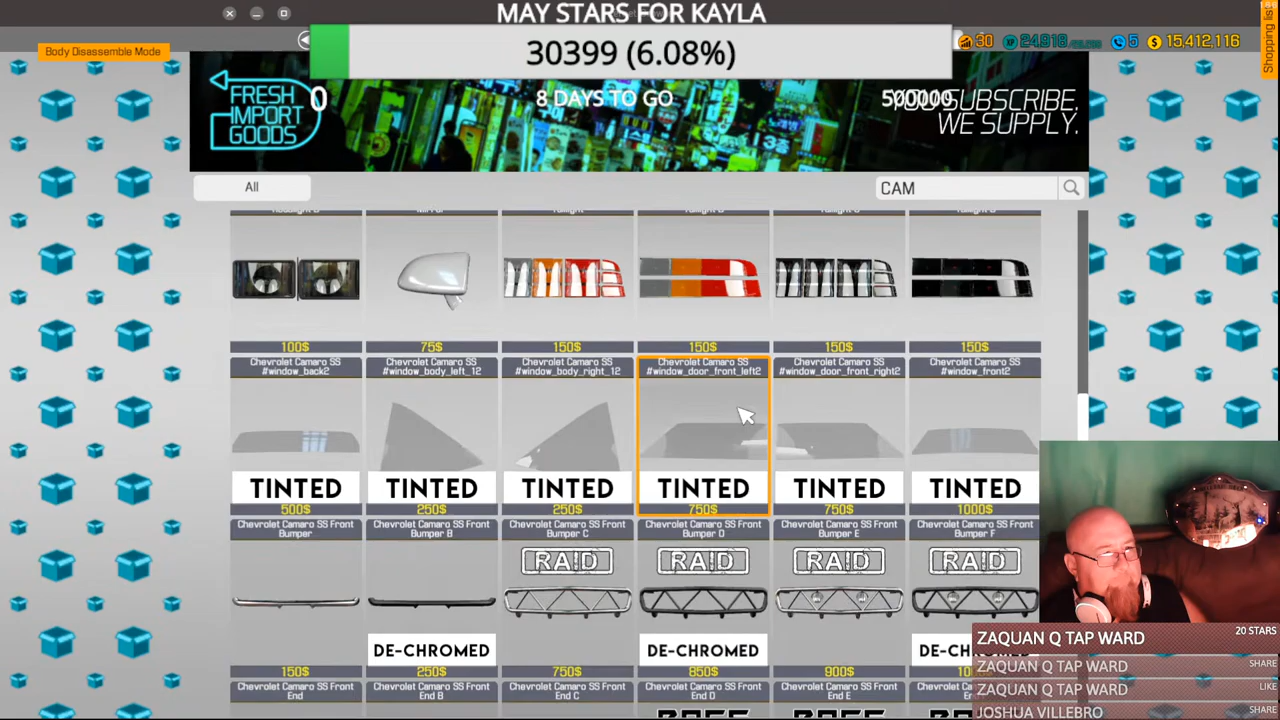 MAY STARS FOR KAYLA
30399 (6.08%)
0
8 DAYS TO GO
500000
Body Disassemble Mode
30
24,918
5
15,412,116
Shopping list
FRESH
IMPORT
GOODS
SUBSCRIBE.
WE SUPPLY.
All
CAM
100$
75$
150$
150$
150$
150$
Chevrolet Camaro SS
#window_back2
Chevrolet Camaro SS
#window_body_left_12
Chevrolet Camaro SS
#window_body_right_12
Chevrolet Camaro SS
#window_door_front_left2
Chevrolet Camaro SS
#window_door_front_right2
Chevrolet Camaro SS
#window_front2
TINTED
TINTED
TINTED
TINTED
TINTED
TINTED
500$
250$
250$
750$
750$
1000$
Chevrolet Camaro SS Front
Bumper
Chevrolet Camaro SS Front
Bumper B
Chevrolet Camaro SS Front
Bumper C
Chevrolet Camaro SS Front
Bumper D
Chevrolet Camaro SS Front
Bumper E
Chevrolet Camaro SS Front
Bumper F
RAID
RAID
RAID
RAID
DE-CHROMED
DE-CHROMED
150$
250$
750$
850$
900$
Chevrolet Camaro SS Front
End
Chevrolet Camaro SS Front
End B
Chevrolet Camaro SS Front
End C
Chevrolet Camaro SS Front
End D
Chevrolet Camaro SS Front
End E
ZAQUAN Q TAP WARD
20 STARS
ZAQUAN Q TAP WARD
SHARE
ZAQUAN Q TAP WARD
LIKE
JOSHUA VILLEBRO
SHARE